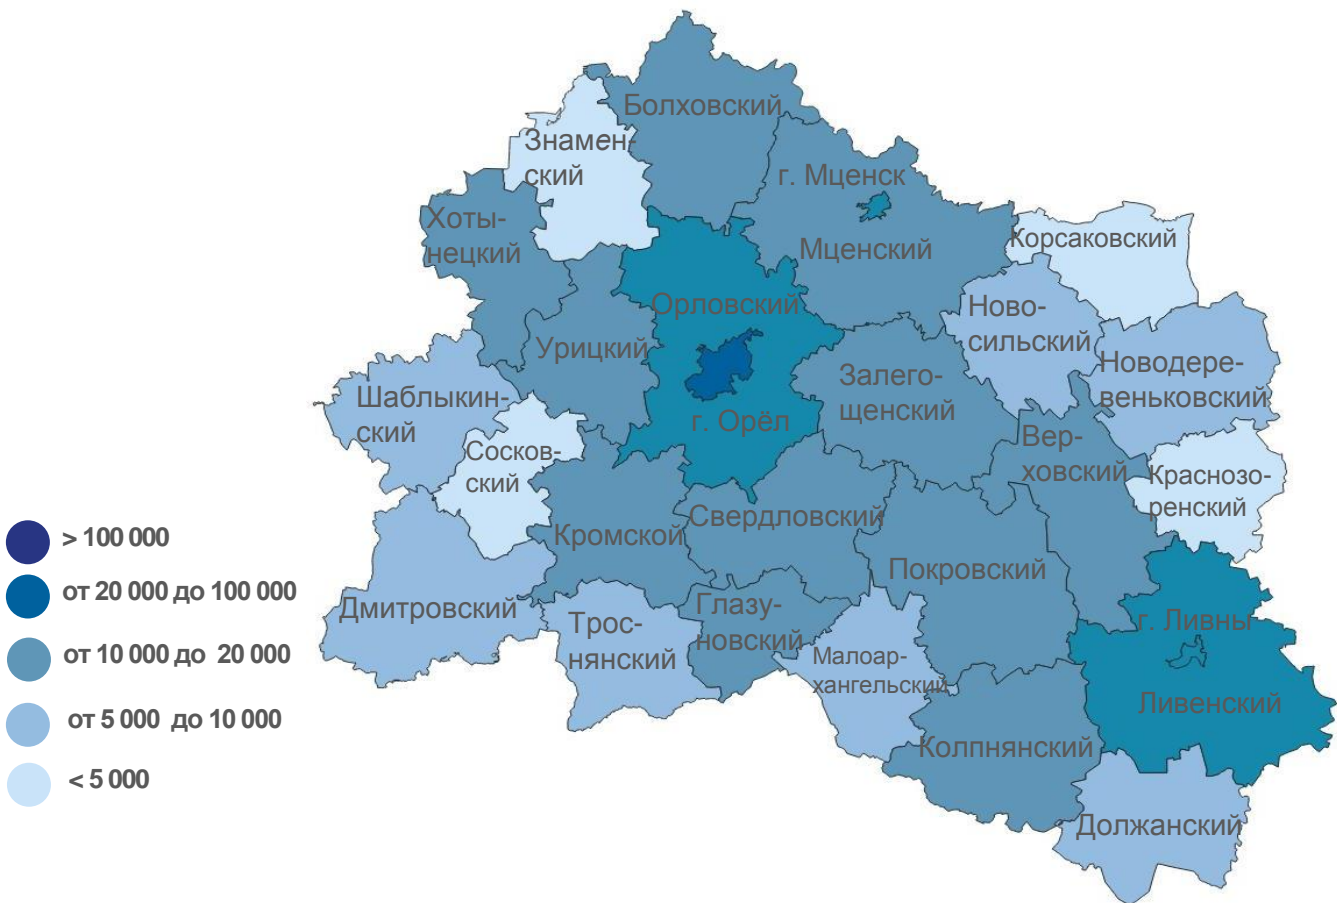 Болховский
Знамен-
ский
г. Мценск
Хоты-
нецкий
Мценский
Корсаковский
Орловский
Ново-
сильский
Урицкий
Залего-
щенский
Новодере-
веньковский
Шаблыкин-
ский
г. Орёл
Вер-
ховский
Сосков-
ский
Краснозо-
ренский
Кромской
Свердловский
Покровский
Дмитровский
Трос-
нянский
Глазу-
новский
г. Ливны
Малоар-
хангельский
Ливенский
Колпнянский
Должанский
> 100 000
от 20 000 до 100 000
от 10 000 до 20 000
от 5 000 до 10 000
< 5 000